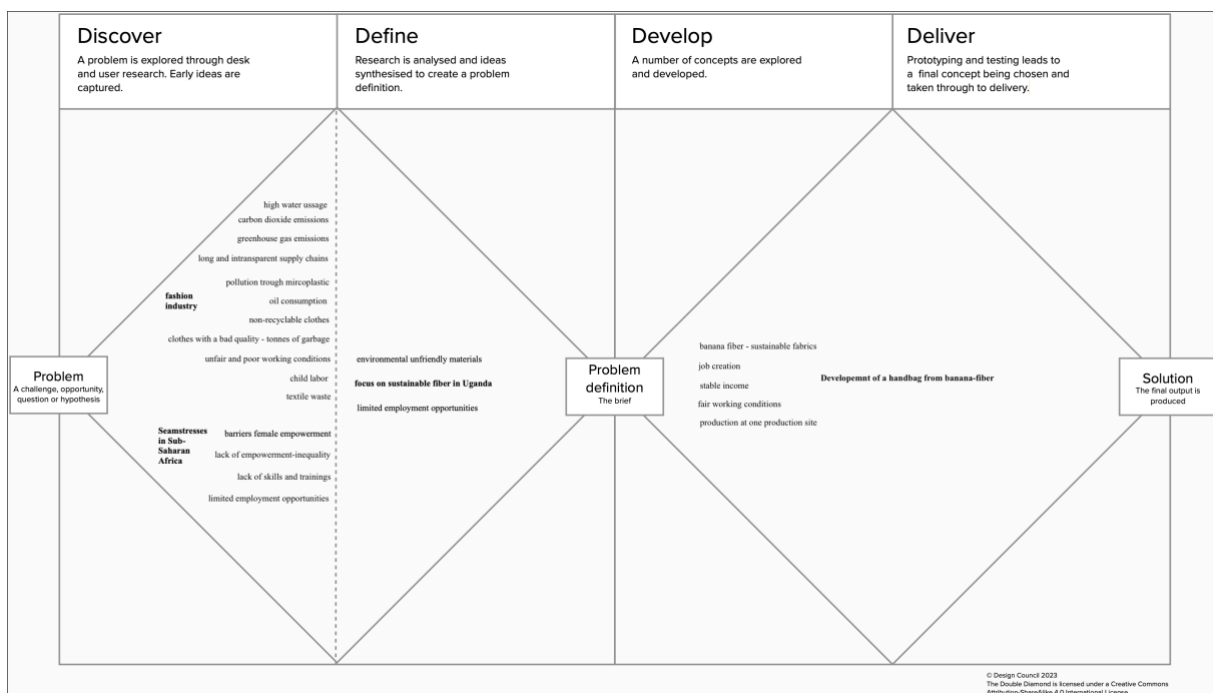 Discover
A problem is explored through desk
and user research. Early ideas are
captured.
Define
Research is analysed and ideas
synthesised to create a problem
definition.
Develop
A number of concepts are explored
and developed.
Deliver
Prototyping and testing leads to
a final concept being chosen and
taken through to delivery.
Problem
A challenge, opportunity,
question or hypothesis
fashion
industry
high water ussage
carbon dioxide emissions
greenhouse gas emissions
long and intransparent supply chains
pollution trough mircoplastic
oil consumption
non-recyclable clothes
clothes with a bad quality - tonnes of garbage
unfair and poor working conditions
child labor
textile waste
Seamstresses
in Sub-
Saharan
Africa
barriers female empowerment
lack of empowerment-inequality
lack of skills and trainings
limited employment opportunities
environmental unfriendly materials
focus on sustainable fiber in Uganda
limited employment opportunities
Problem
definition
The brief
banana fiber - sustainable fabrics
job creation
stable income
fair working conditions
production at one production site
Developemnt of a handbag from banana-fiber
Solution
The final output is
produced
© Design Council 2023
The Double Diamond is licensed under a Creative Commons
Attribution-ShareAlike 4.0 International License